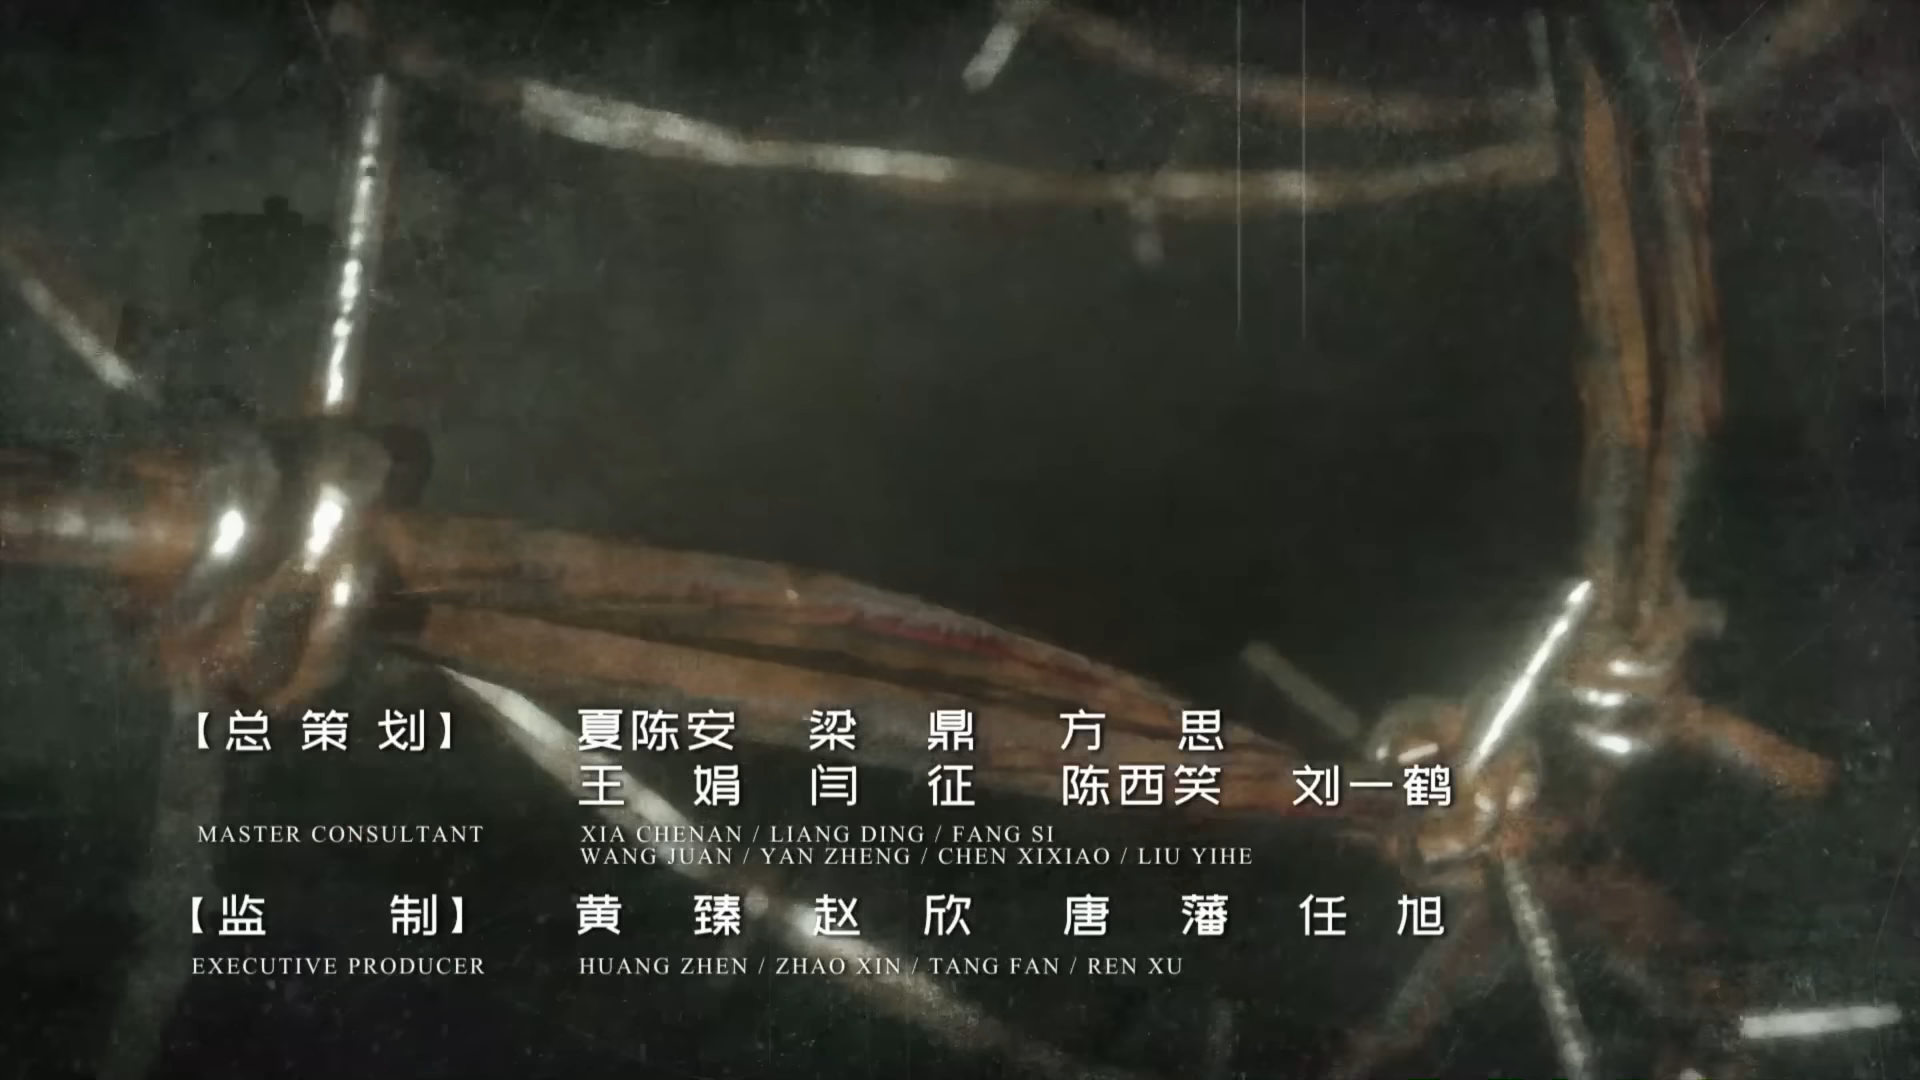 【总策划】 夏陈安 梁鼎 方思
王娟 闫征 陈西笑 刘一鹤
MASTER CONSULTANT XIA CHENAN / LIANG DING / FANG SI
WANG JUAN / YAN ZHENG / CHEN XIXIAO / LIU YIHE
【监制】 黄臻 赵欣 唐藩 任旭
EXECUTIVE PRODUCER HUANG ZHEN / ZHAO XIN / TANG FAN / REN XU